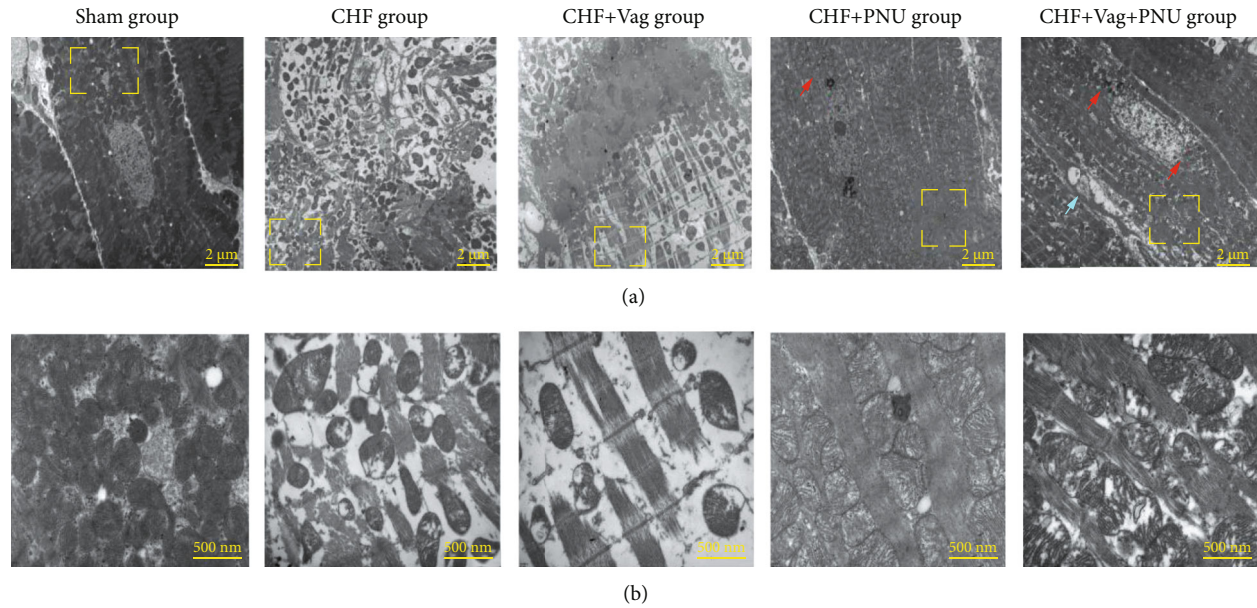 Sham group
CHF group
CHF+Vag group
CHF+PNU group
CHF+Vag+PNU group
2 μm
2 μm
2 μm
2 μm
2 μm
(a)
500 nm
500 nm
500 nm
500 nm
500 nm
(b)